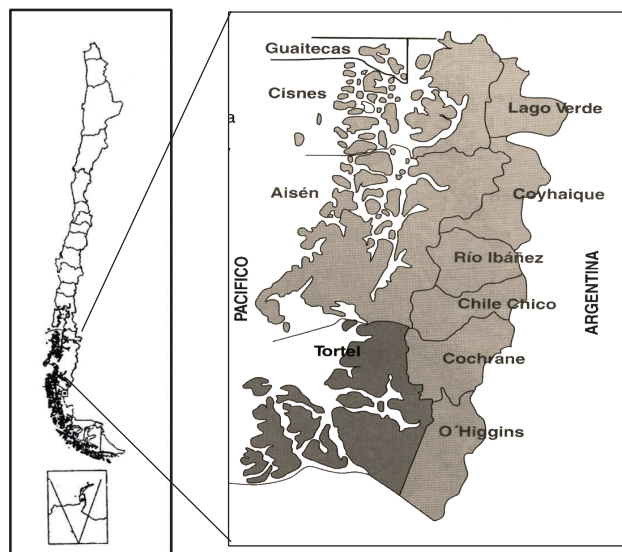 Guaitecas
Cisnes
a
Lago Verde
Aisén
Coyhaique
Río Ibáñez
PACIFICO
Chile Chico
ARGENTINA
Tortel
Cochrane
O´Higgins